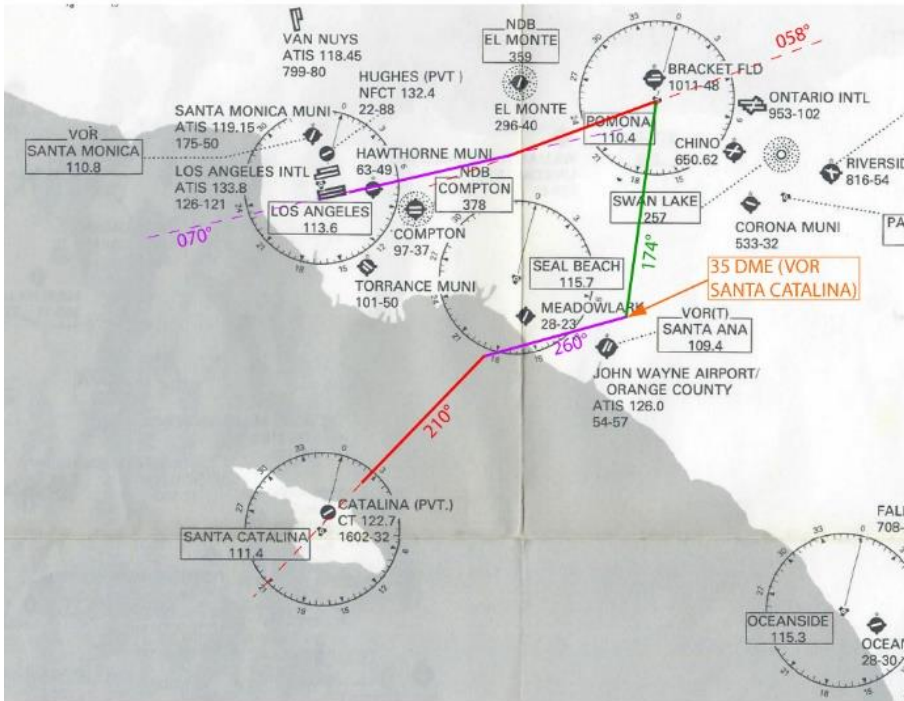 VAN NUYS
ATIS 118.45
799-80
NDB
EL MONTE
359
058°
HUGHES (PVT )
NFCT 132.4
22-88
BRACKET FLD
1011-48
SANTA MONICA MUNI
ATIS 119.15
175-50
EL MONTE
296-40
POMONA
110.4
ONTARIO INTL
953-102
VOR
SANTA MONICA
110.8
HAWTHORNE MUNI
63-49
CHINO
650.62
LOS ANGELES INTL
ATIS 133.8
126-121
NDB
COMPTON
378
RIVERSID
816-54
LOS ANGELES
113.6
SWAN LAKE
257
070°
COMPTON
97-37
CORONA MUNI
533-32
PA
174°
TORRANCE MUNI
101-50
SEAL BEACH
115.7
35 DME (VOR
SANTA CATALINA)
MEADOWLARK
28-23
VOR(T)
SANTA ANA
109.4
260°
JOHN WAYNE AIRPORT/
ORANGE COUNTY
ATIS 126.0
54-57
210°
CATALINA (PVT.)
CT 122.7
1602-32
SANTA CATALINA
111.4
FALL
708-
OCEANSIDE
115.3
OCEAN
28-30